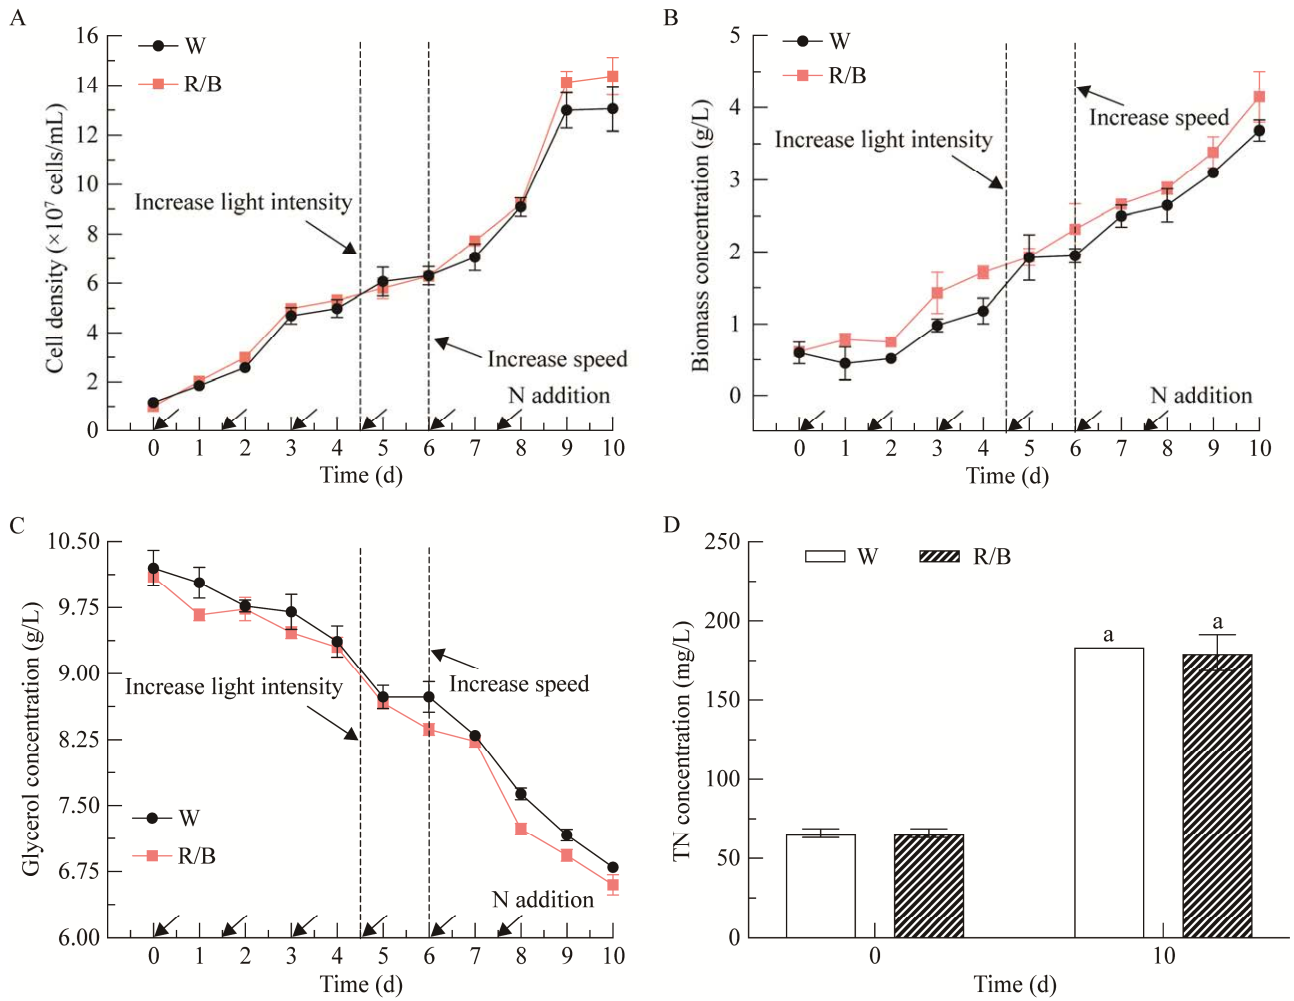 A
16
14
12
10
8
6
4
2
0
Cell density (×10⁷ cells/mL)
W
R/B
Increase light intensity
Increase speed
N addition
0 1 2 3 4 5 6 7 8 9 10
Time (d)
B
5
4
3
2
1
0
Biomass concentration (g/L)
W
R/B
Increase speed
Increase light intensity
N addition
0 1 2 3 4 5 6 7 8 9 10
Time (d)
C
10.50
9.75
9.00
8.25
7.50
6.75
6.00
Glycerol concentration (g/L)
Increase light intensity
Increase speed
W
R/B
N addition
0 1 2 3 4 5 6 7 8 9 10
Time (d)
D
250
200
150
100
50
0
TN concentration (mg/L)
W R/B
a a
0 10
Time (d)